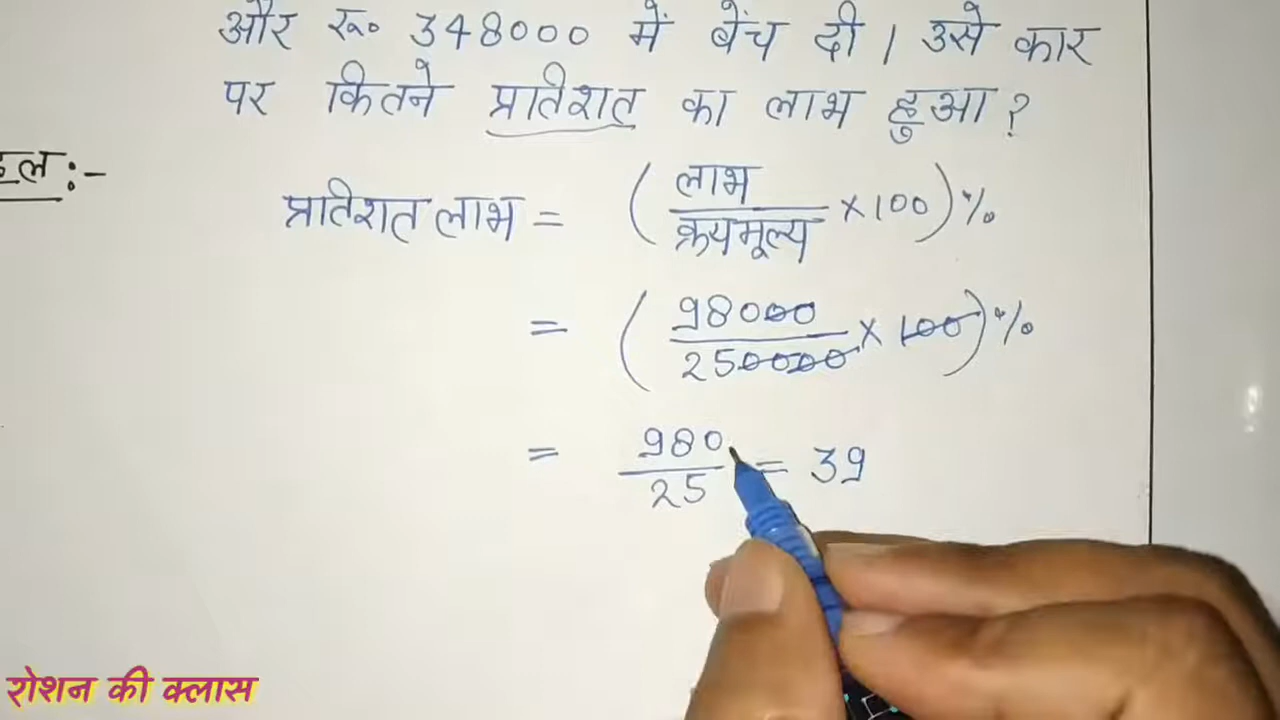 और रू० 348000 में बेंच दी। उसे कार
पर कितने प्रतिशत का लाभ हुआ?
हल :-
प्रतिशत लाभ = (लाभ/क्रयमूल्य × 100)%
= (98000/250000 × 100)%
= 980/25 = 39
रोशन की क्लास